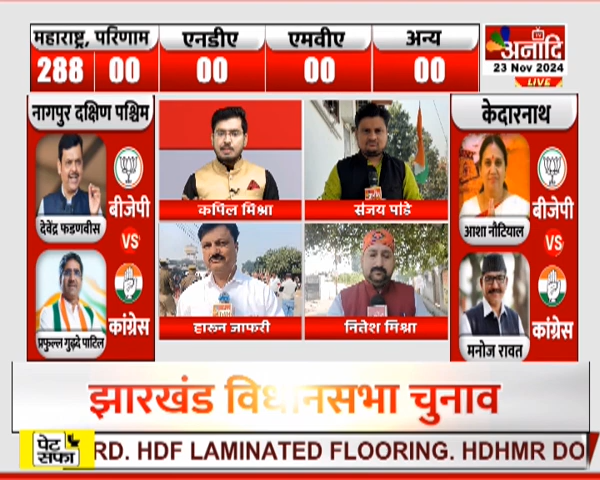 महाराष्ट्र, परिणाम
288 00
एनडीए
00
एमवीए
00
अन्य
00
TV
अनादि
23 Nov 2024
LIVE
नागपुर दक्षिण पश्चिम
बीजेपी
देवेंद्र फडणवीस
VS
कांग्रेस
प्रफुल्ल गुढ़दे पाटिल
कपिल मिश्रा
संजय पांडे
हारून जाफरी
नितेश मिश्रा
केदारनाथ
बीजेपी
आशा नौटियाल
VS
कांग्रेस
मनोज रावत
झारखंड विधानसभा चुनाव
पेट
सफा
RD. HDF LAMINATED FLOORING. HDHMR DO